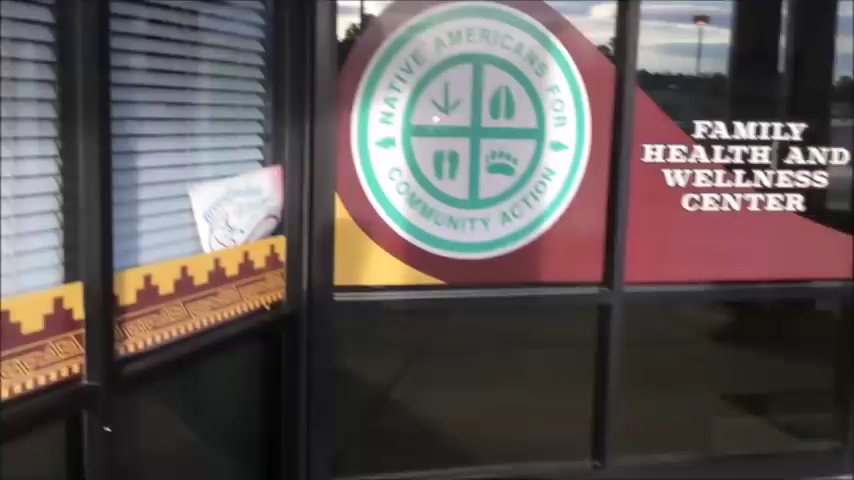 NATIVE AMERICANS FOR
COMMUNITY ACTION
FAMILY
HEALTH AND
WELLNESS
CENTER